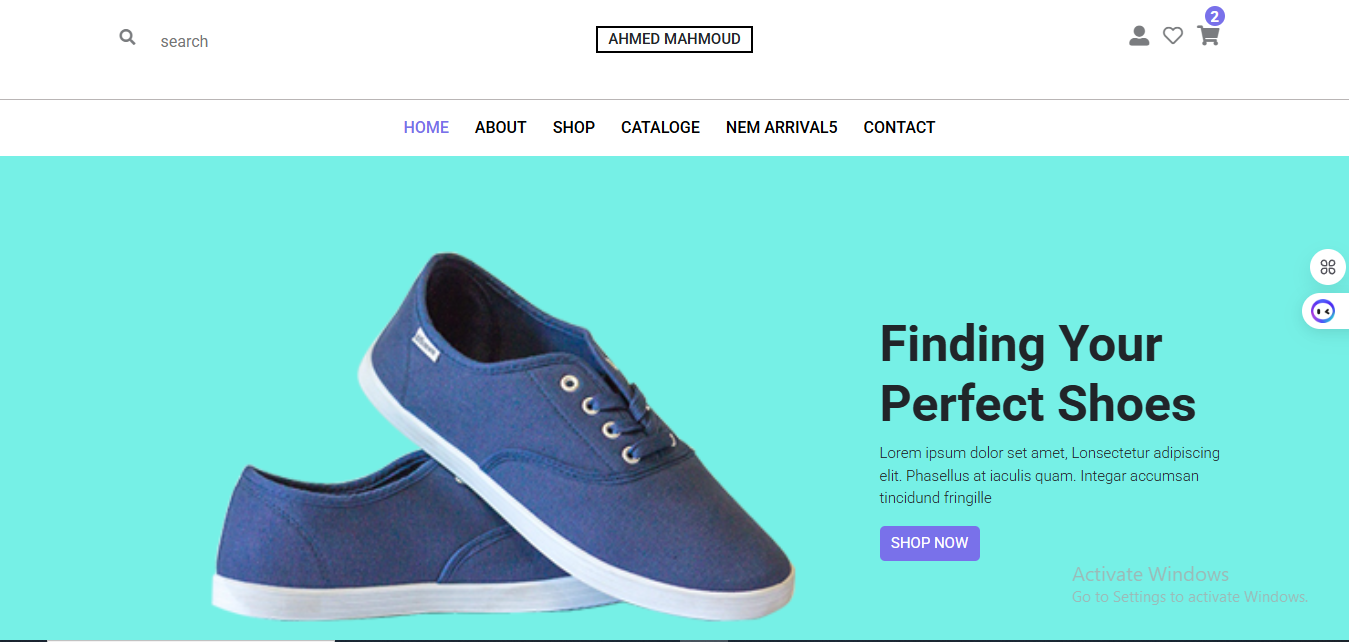 search
AHMED MAHMOUD
2
HOME ABOUT SHOP CATALOGE NEM ARRIVAL5 CONTACT
Finding Your
Perfect Shoes
Lorem ipsum dolor set amet, Lonsectetur adipiscing
elit. Phasellus at iaculis quam. Integar accumsan
tincidund fringille
SHOP NOW
Activate Windows
Go to Settings to activate Windows.